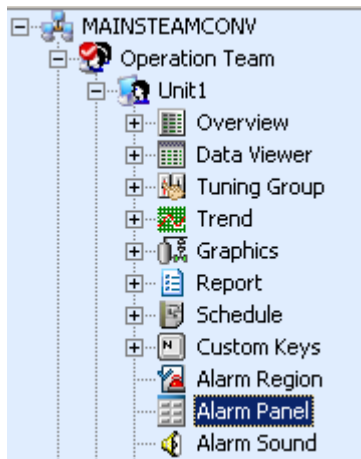 MAINSTEAMCONV
Operation Team
Unit1
Overview
Data Viewer
Tuning Group
Trend
Graphics
Report
Schedule
Custom Keys
Alarm Region
Alarm Panel
Alarm Sound